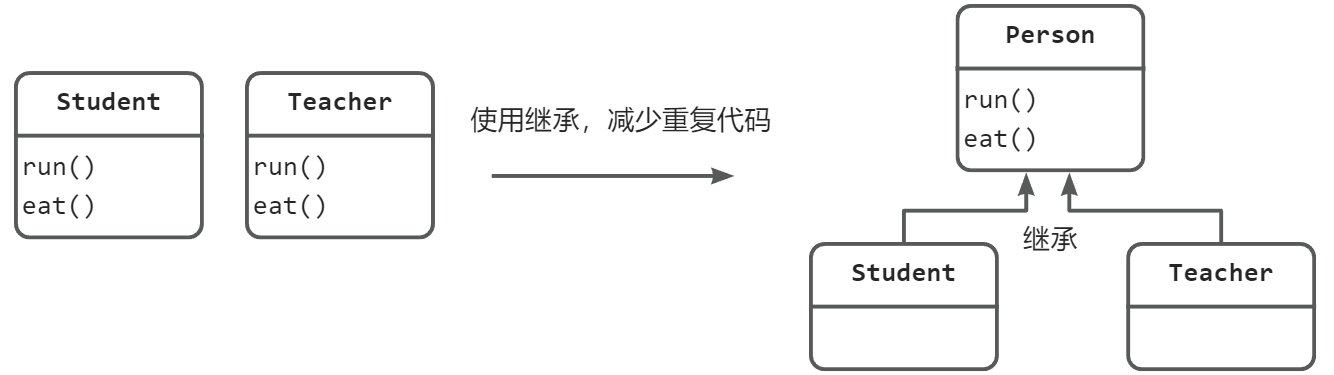 Student
run()
eat()
Teacher
run()
eat()
使用继承，减少重复代码
Person
run()
eat()
继承
Student
Teacher